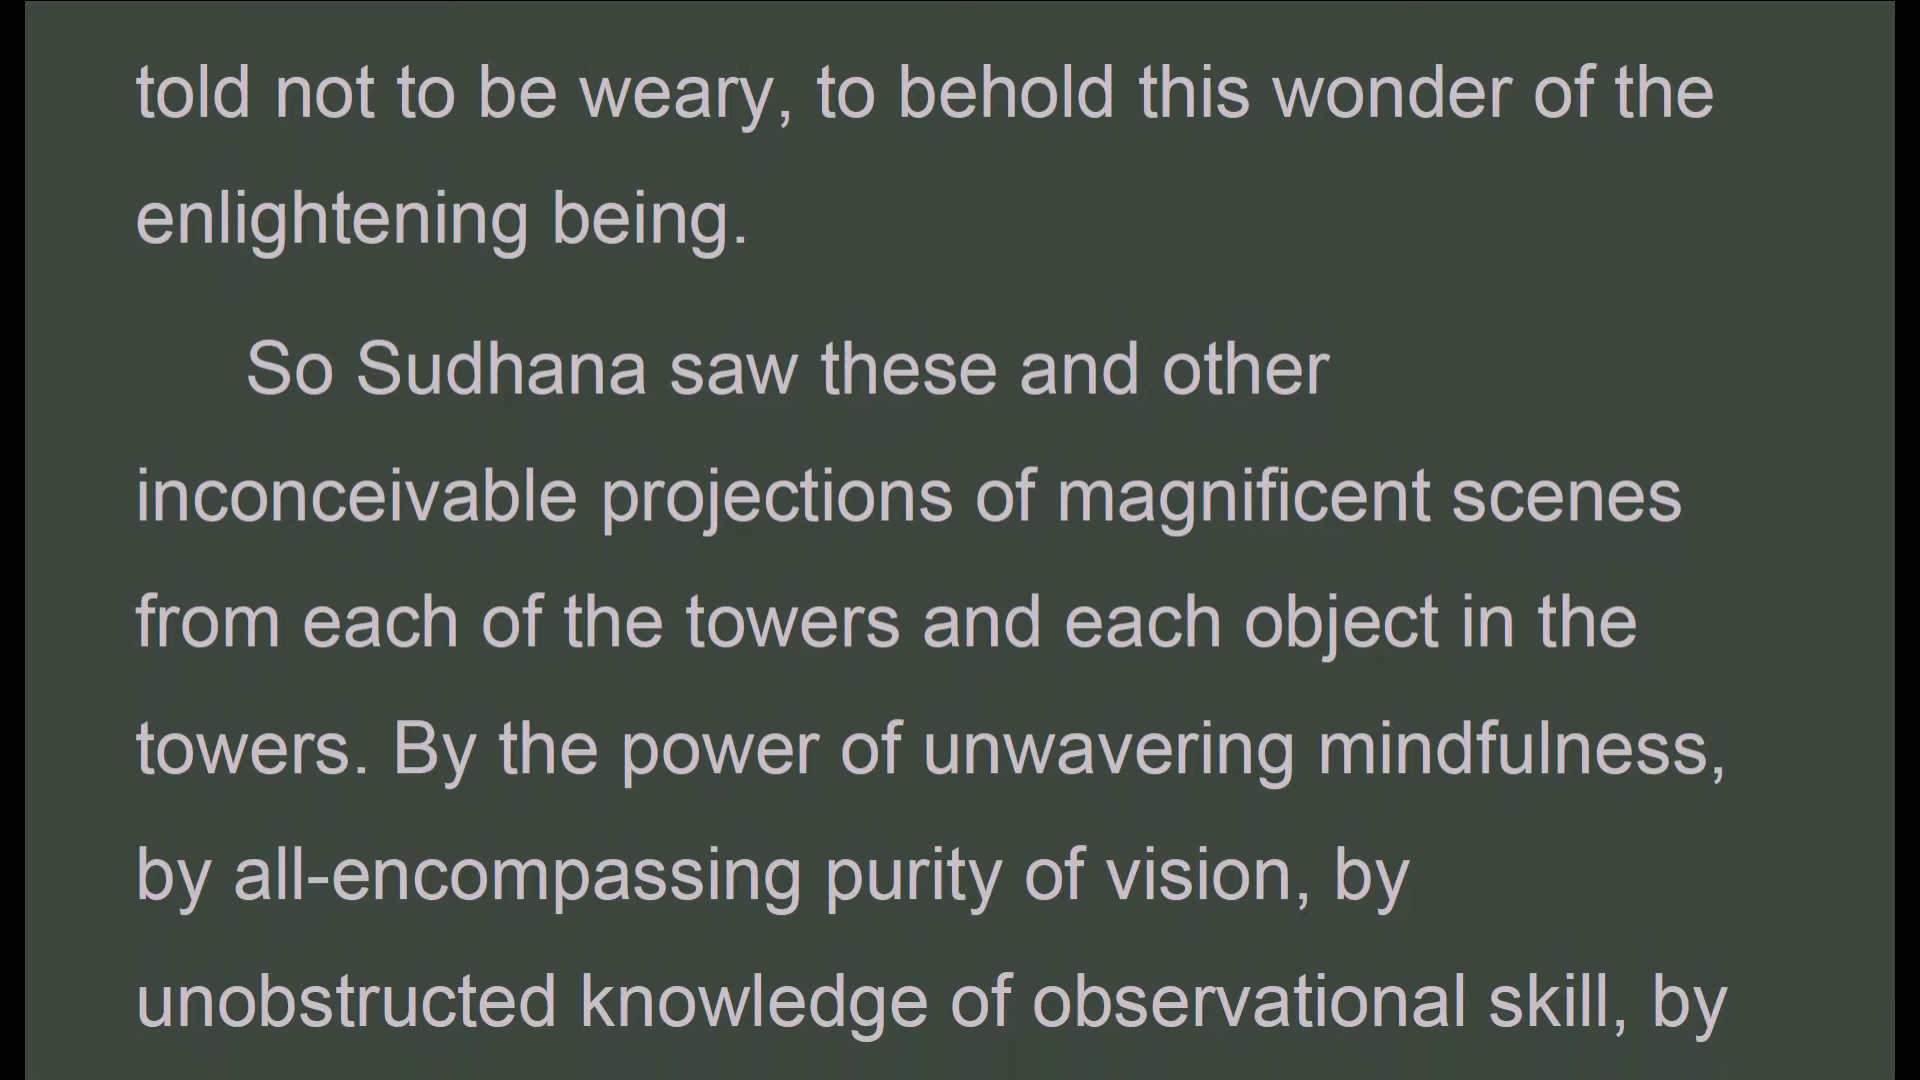 told not to be weary, to behold this wonder of the
enlightening being.
So Sudhana saw these and other
inconceivable projections of magnificent scenes
from each of the towers and each object in the
towers. By the power of unwavering mindfulness,
by all-encompassing purity of vision, by
unobstructed knowledge of observational skill, by